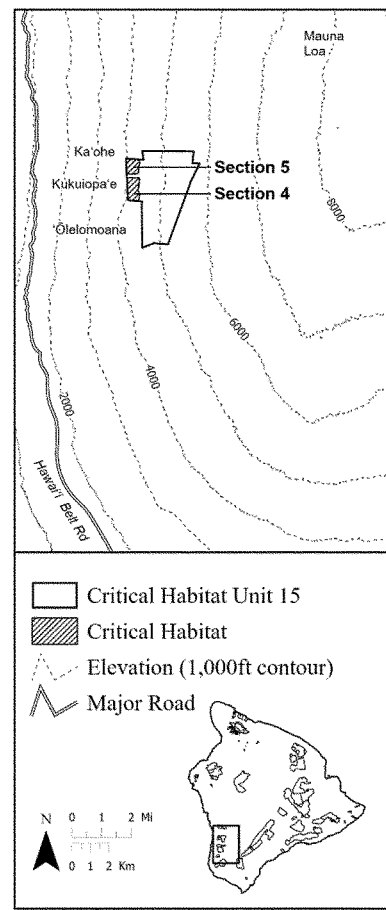 Mauna
Loa
Ka'ohe
Section 5
Kukuiopa'e
Section 4
'Ōlelomoana
8000
6000
4000
2000
Hawai'i Belt Rd
Critical Habitat Unit 15
Critical Habitat
Elevation (1,000ft contour)
Major Road
N
0 1 2 Mi
0 1 2 Km